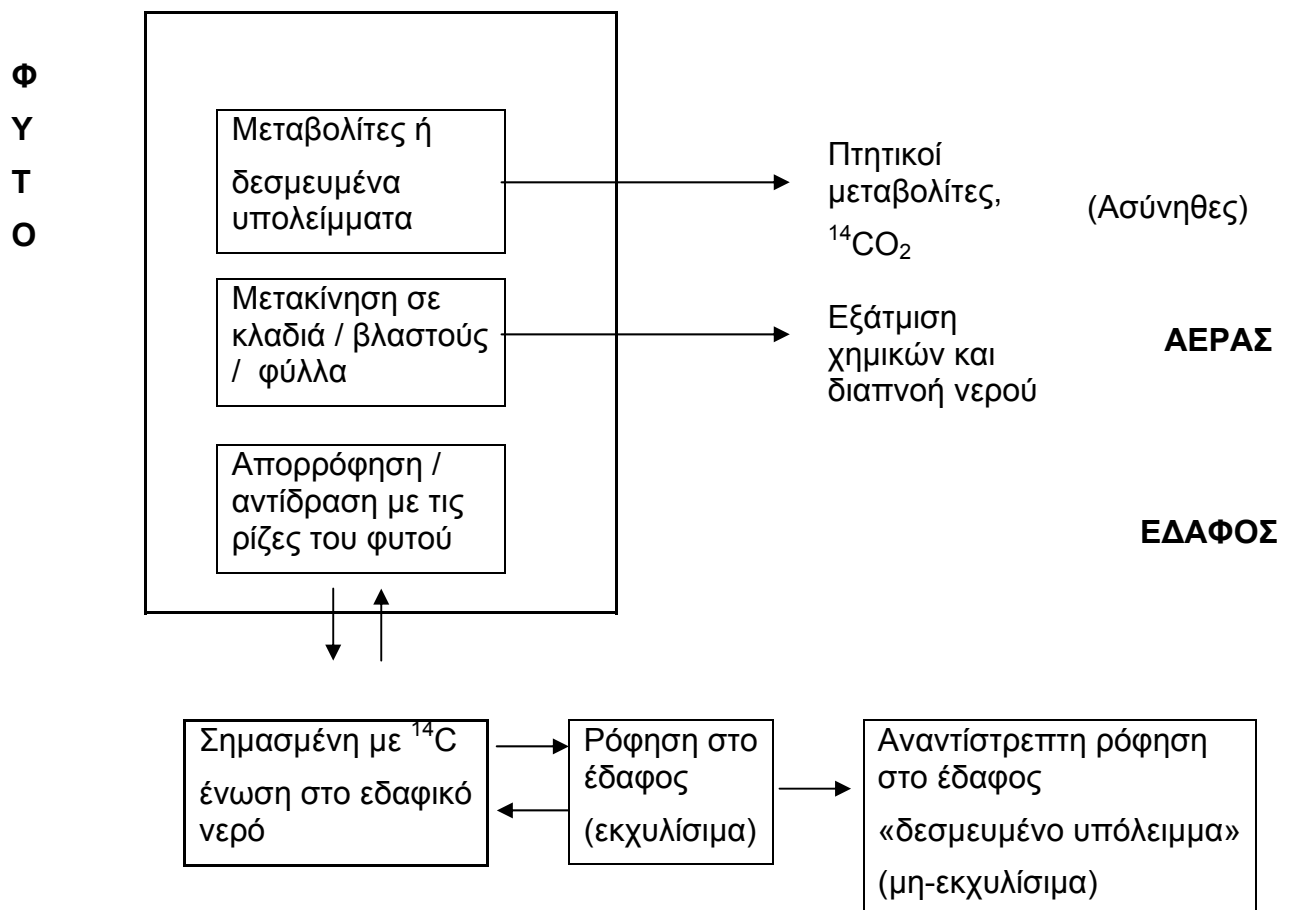 Φ
Υ
Τ
Ο
Μεταβολίτες ή
δεσμευμένα
υπολείμματα
Πτητικοί
μεταβολίτες,
¹⁴CO₂
(Ασύνηθες)
Μετακίνηση σε
κλαδιά / βλαστούς
/ φύλλα
Εξάτμιση
χημικών και
διαπνοή νερού
ΑΕΡΑΣ
Απορρόφηση /
αντίδραση με τις
ρίζες του φυτού
ΕΔΑΦΟΣ
Σημασμένη με ¹⁴C
ένωση στο εδαφικό
νερό
Ρόφηση στο
έδαφος
(εκχυλίσιμα)
Αναντίστρεπτη ρόφηση
στο έδαφος
«δεσμευμένο υπόλειμμα»
(μη-εκχυλίσιμα)